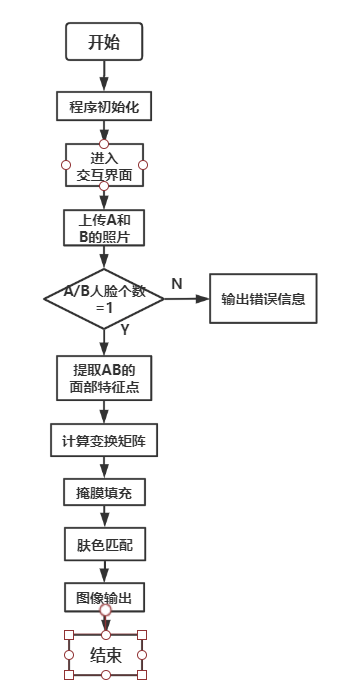 开始
程序初始化
进入
交互界面
上传A和
B的照片
A/B人脸个数
=1
N
输出错误信息
Y
提取AB的
面部特征点
计算变换矩阵
掩膜填充
肤色匹配
图像输出
结束